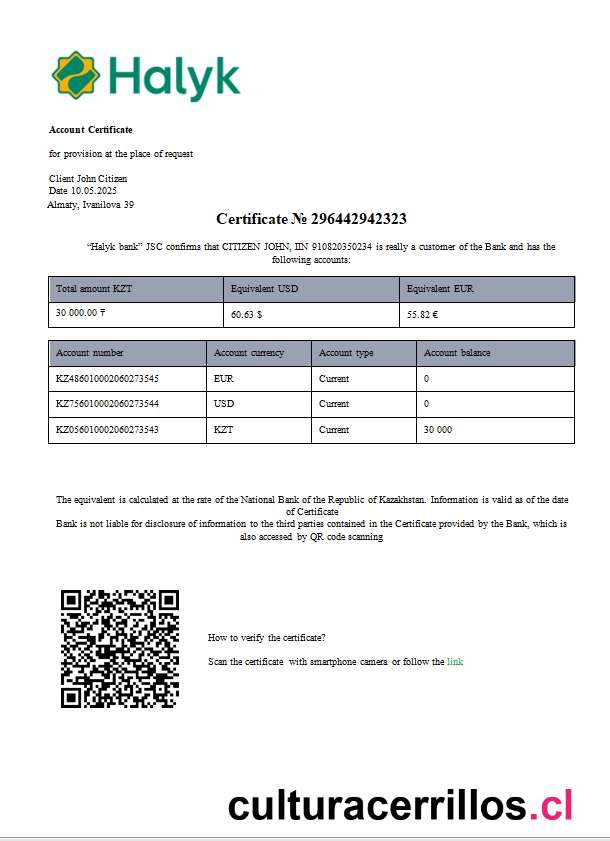 Halyk
Account Certificate
for provision at the place of request
Client John Citizen
Date 10.05.2025
Almaty, Ivanilova 39
Certificate № 296442942323
“Halyk bank” JSC confirms that CITIZEN JOHN, IIN 910820350234 is really a customer of the Bank and has the
following accounts:
Total amount KZT Equivalent USD Equivalent EUR
30 000.00 ₸ 60.63 $ 55.82 €
Account number Account currency Account type Account balance
KZ486010002060273545 EUR Current 0
KZ756010002060273544 USD Current 0
KZ056010002060273543 KZT Current 30 000
The equivalent is calculated at the rate of the National Bank of the Republic of Kazakhstan. Information is valid as of the date
of Certificate
Bank is not liable for disclosure of information to the third parties contained in the Certificate provided by the Bank, which is
also accessed by QR code scanning
How to verify the certificate?
Scan the certificate with smartphone camera or follow the link
culturacerrillos.cl